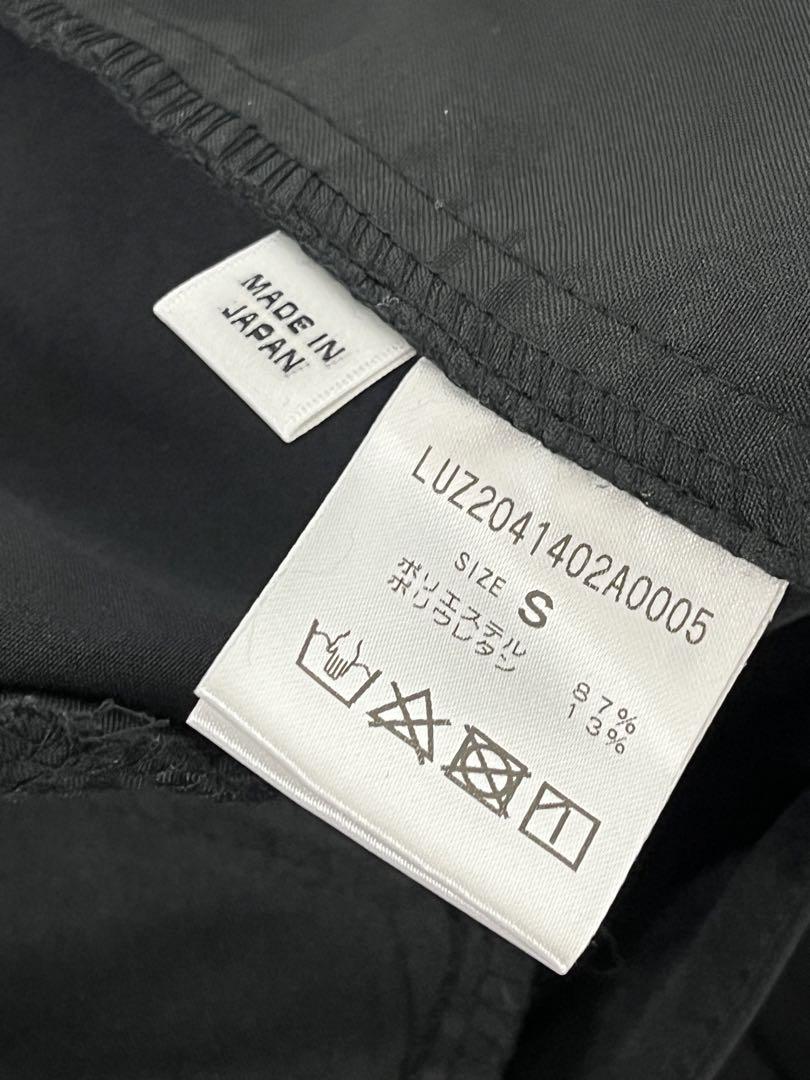 MADE IN
JAPAN
LUZ2041402A0005
SIZE S
ポリエステル 87%
ポリウレタン 13%